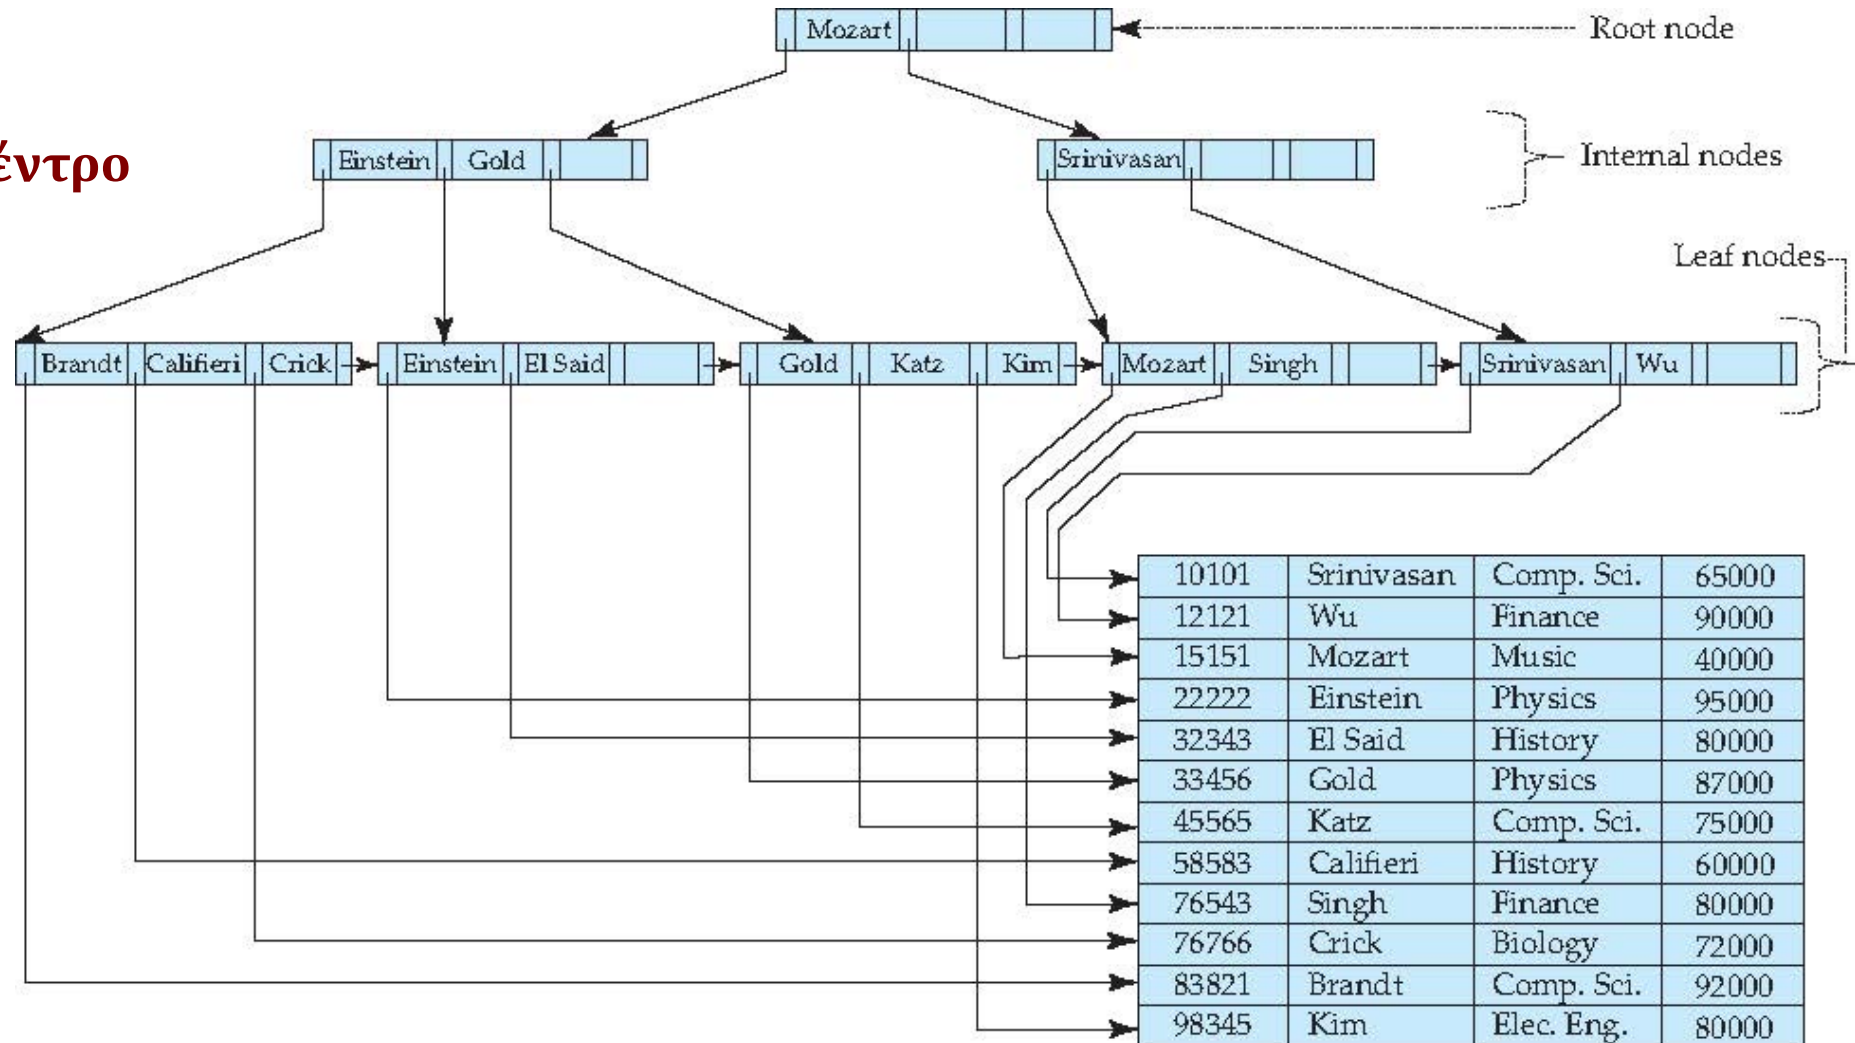 Mozart
Root node
έντρο
Einstein Gold
Srinivasan
Internal nodes
Leaf nodes
Brandt Califieri Crick
Einstein El Said
Gold Katz Kim
Mozart Singh
Srinivasan Wu
10101 Srinivasan Comp. Sci. 65000
12121 Wu Finance 90000
15151 Mozart Music 40000
22222 Einstein Physics 95000
32343 El Said History 80000
33456 Gold Physics 87000
45565 Katz Comp. Sci. 75000
58583 Califieri History 60000
76543 Singh Finance 80000
76766 Crick Biology 72000
83821 Brandt Comp. Sci. 92000
98345 Kim Elec. Eng. 80000